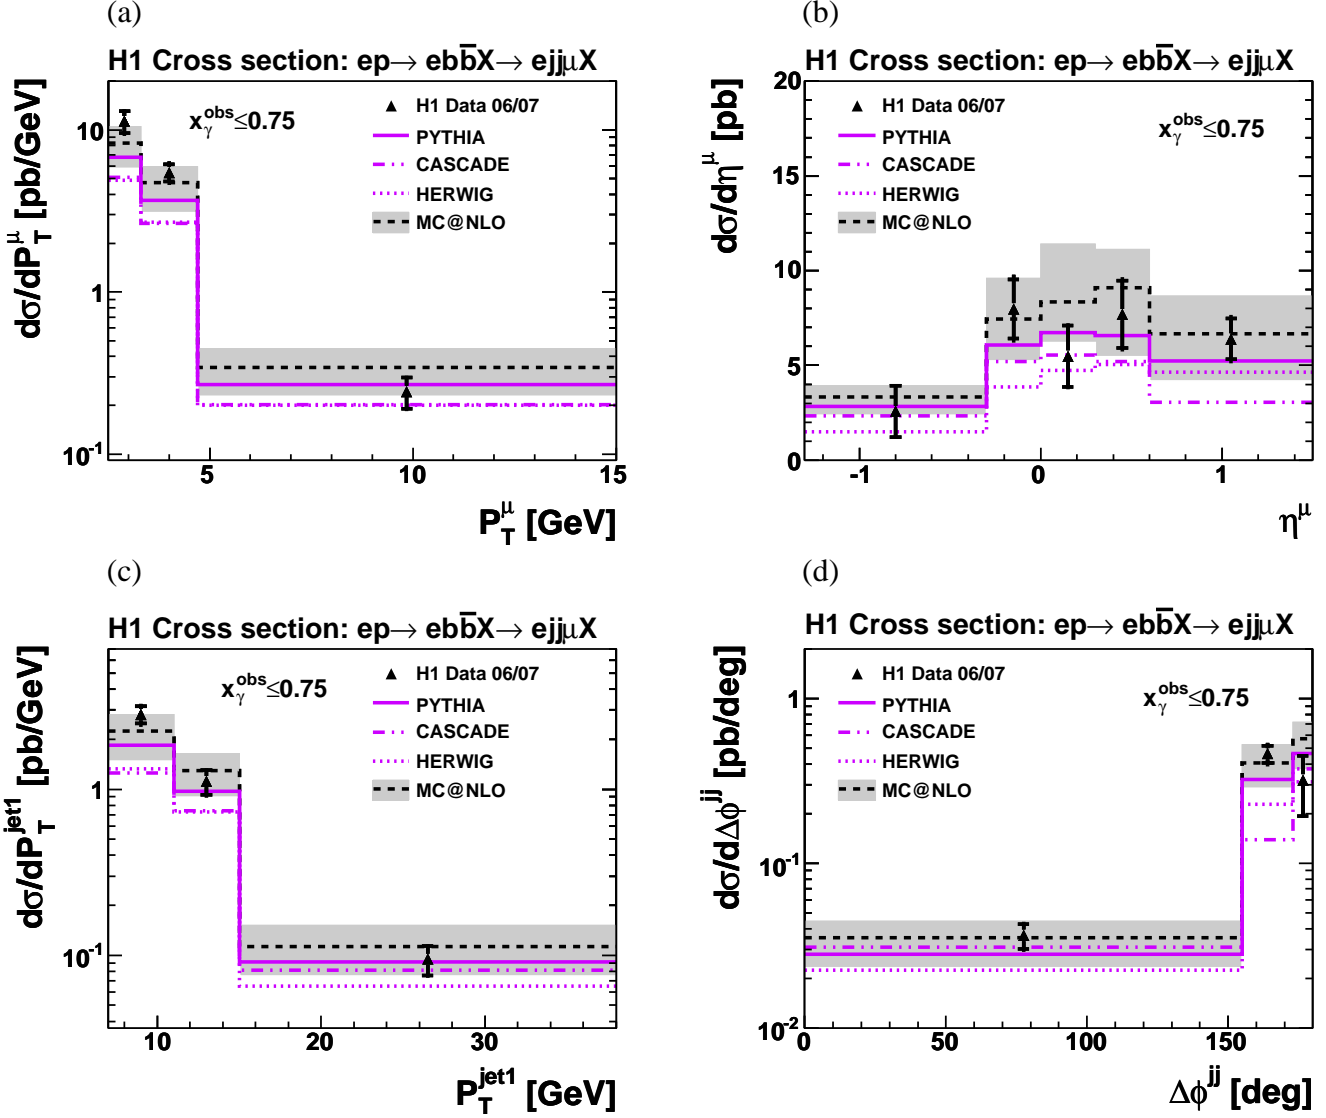 (a)
H1 Cross section: ep→ ebb̅X→ ejjμX
dσ/dP_T^μ [pb/GeV]
x_γ^obs≤0.75
H1 Data 06/07
PYTHIA
CASCADE
HERWIG
MC@NLO
10
1
10^-1
5
10
15
P_T^μ [GeV]
(b)
H1 Cross section: ep→ ebb̅X→ ejjμX
dσ/dη^μ [pb]
x_γ^obs≤0.75
H1 Data 06/07
PYTHIA
CASCADE
HERWIG
MC@NLO
20
15
10
5
0
-1
0
1
η^μ
(c)
H1 Cross section: ep→ ebb̅X→ ejjμX
dσ/dP_T^jet1 [pb/GeV]
x_γ^obs≤0.75
H1 Data 06/07
PYTHIA
CASCADE
HERWIG
MC@NLO
1
10^-1
10
20
30
P_T^jet1 [GeV]
(d)
H1 Cross section: ep→ ebb̅X→ ejjμX
dσ/dΔφ^jj [pb/deg]
x_γ^obs≤0.75
H1 Data 06/07
PYTHIA
CASCADE
HERWIG
MC@NLO
1
10^-1
10^-2
0
50
100
150
Δφ^jj [deg]